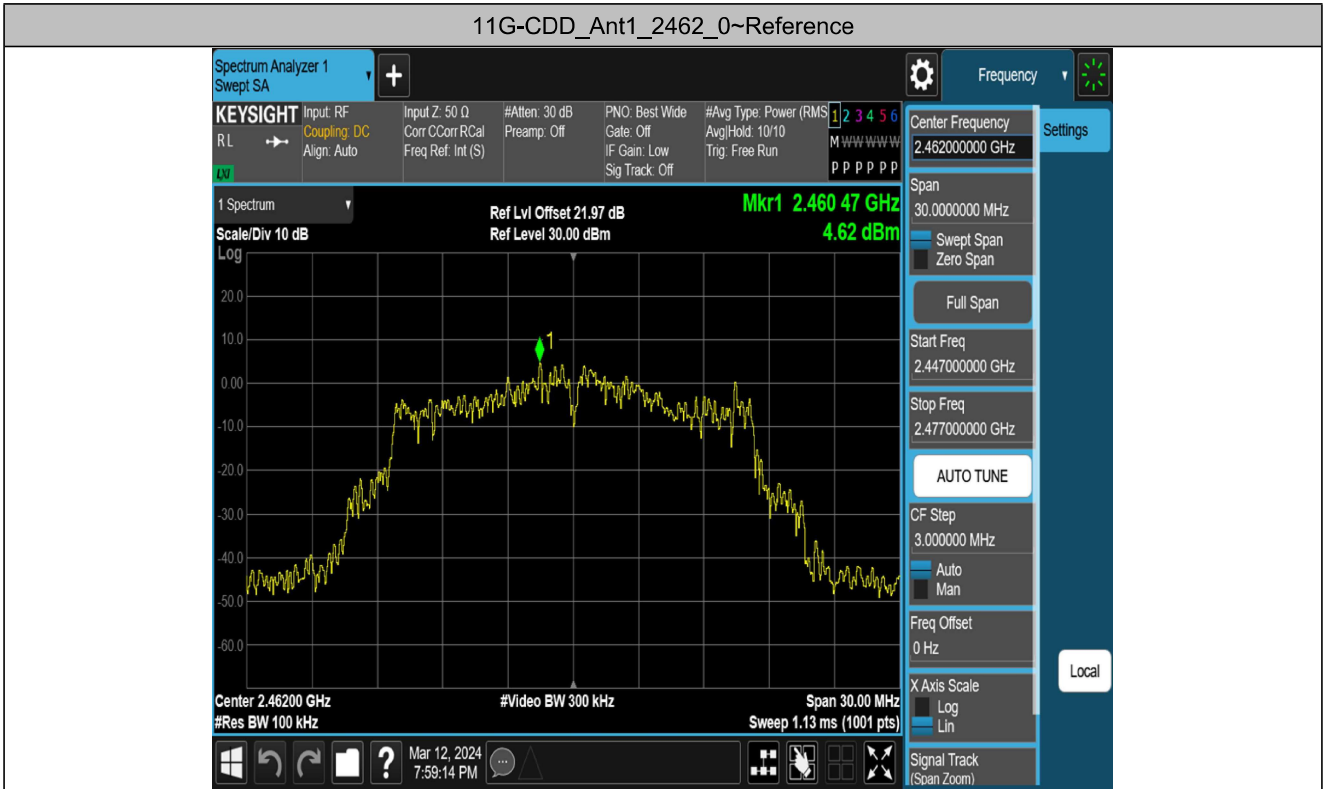 11G-CDD_Ant1_2462_0~Reference
Spectrum Analyzer 1
Swept SA
+
Frequency
KEYSIGHT
RL
LXI
Input: RF
Coupling: DC
Align: Auto
Input Z: 50 Ω
Corr CCorr RCal
Freq Ref: Int (S)
#Atten: 30 dB
Preamp: Off
PNO: Best Wide
Gate: Off
IF Gain: Low
Sig Track: Off
#Avg Type: Power (RMS
Avg|Hold: 10/10
Trig: Free Run
1 2 3 4 5 6
M W W W W W
P P P P P P
1 Spectrum
Scale/Div 10 dB
Ref Lvl Offset 21.97 dB
Ref Level 30.00 dBm
Mkr1 2.460 47 GHz
4.62 dBm
Log
20.0
10.0
0.00
-10.0
-20.0
-30.0
-40.0
-50.0
-60.0
1
Center 2.46200 GHz
#Res BW 100 kHz
#Video BW 300 kHz
Span 30.00 MHz
Sweep 1.13 ms (1001 pts)
Center Frequency
2.462000000 GHz
Settings
Span
30.0000000 MHz
Swept Span
Zero Span
Full Span
Start Freq
2.447000000 GHz
Stop Freq
2.477000000 GHz
AUTO TUNE
CF Step
3.000000 MHz
Auto
Man
Freq Offset
0 Hz
X Axis Scale
Log
Lin
Local
Signal Track
(Span Zoom)
?
Mar 12, 2024
7:59:14 PM